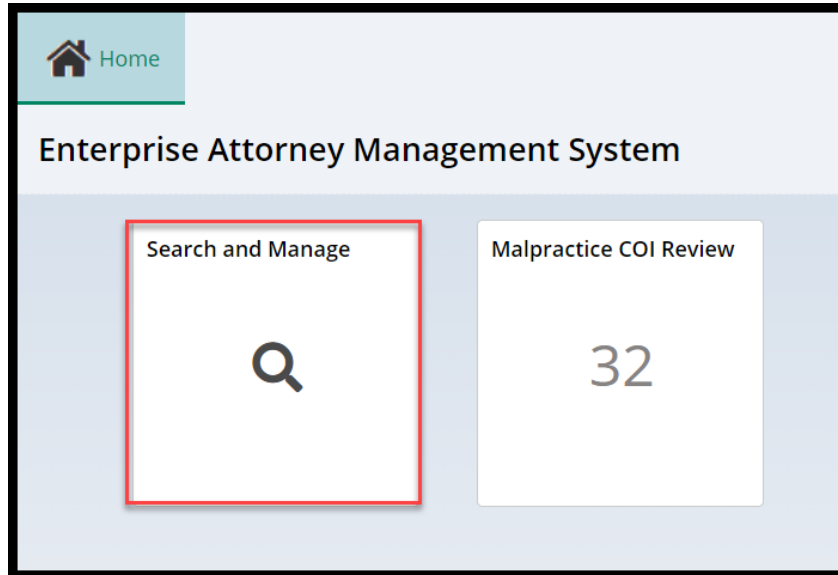 Home
Enterprise Attorney Management System
Search and Manage
Malpractice COI Review
32